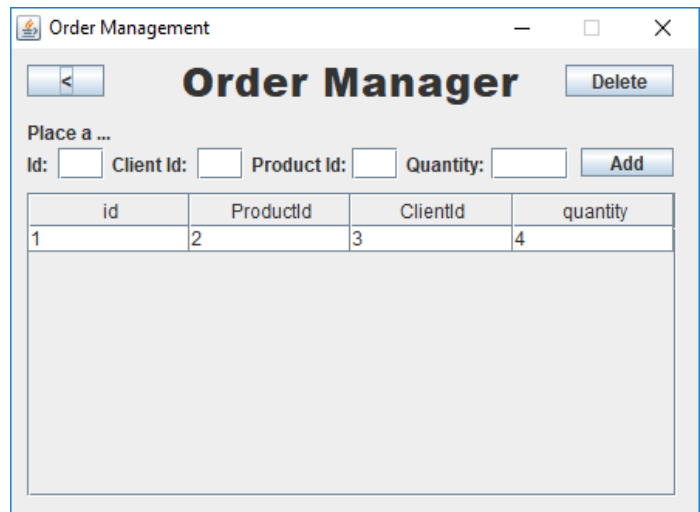 Order Management
< Order Manager Delete
Place a ...
Id: Client Id: Product Id: Quantity: Add
id ProductId ClientId quantity
1 2 3 4